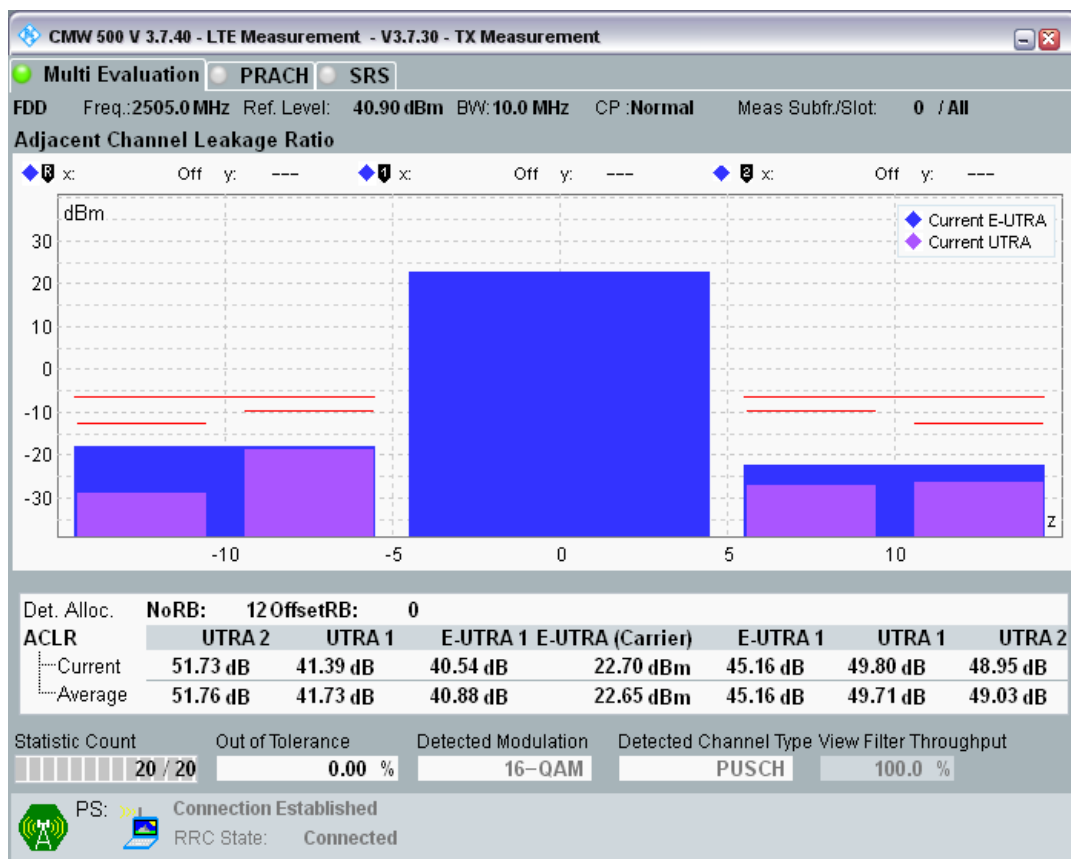 CMW 500 V 3.7.40 - LTE Measurement - V3.7.30 - TX Measurement
Multi Evaluation PRACH SRS
FDD Freq.:2505.0 MHz Ref. Level: 40.90 dBm BW: 10.0 MHz CP :Normal Meas Subfr./Slot: 0 / All
Adjacent Channel Leakage Ratio
R x: Off y: --- 1 x: Off y: --- 2 x: Off y: ---
dBm
Current E-UTRA
Current UTRA
30
20
10
0
-10
-20
-30
z
-10 -5 0 5 10
Det. Alloc. NoRB: 12 OffsetRB: 0
ACLR UTRA 2 UTRA 1 E-UTRA 1 E-UTRA (Carrier) E-UTRA 1 UTRA 1 UTRA 2
Current 51.73 dB 41.39 dB 40.54 dB 22.70 dBm 45.16 dB 49.80 dB 48.95 dB
Average 51.76 dB 41.73 dB 40.88 dB 22.65 dBm 45.16 dB 49.71 dB 49.03 dB
Statistic Count Out of Tolerance Detected Modulation Detected Channel Type View Filter Throughput
20 / 20 0.00 % 16-QAM PUSCH 100.0 %
PS: Connection Established
RRC State: Connected